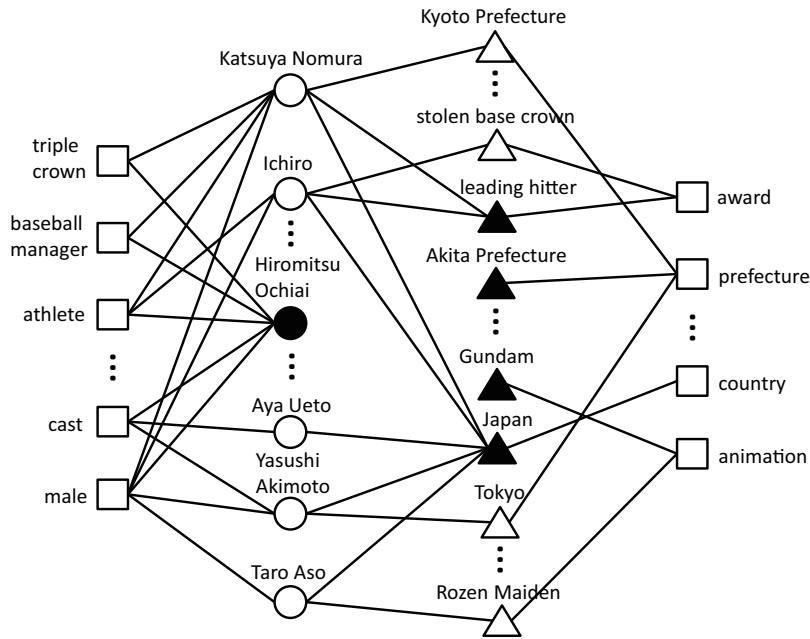 Kyoto Prefecture
Katsuya Nomura
stolen base crown
triple
crown
Ichiro
leading hitter
award
baseball
manager
Hiromitsu
Ochiai
Akita Prefecture
prefecture
athlete
Gundam
country
cast
Aya Ueto
Japan
animation
male
Yasushi
Akimoto
Tokyo
Taro Aso
Rozen Maiden